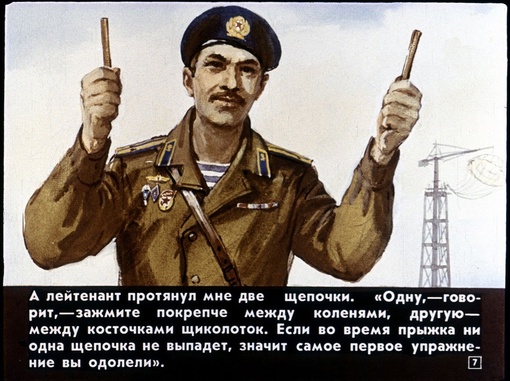 А лейтенант протянул мне две щепочки. «Одну,—гово-
рит,—зажмите покрепче между коленями, другую—
между косточками щиколоток. Если во время прыжка ни
одна щепочка не выпадет, значит самое первое упражне-
ние вы одолели».
7